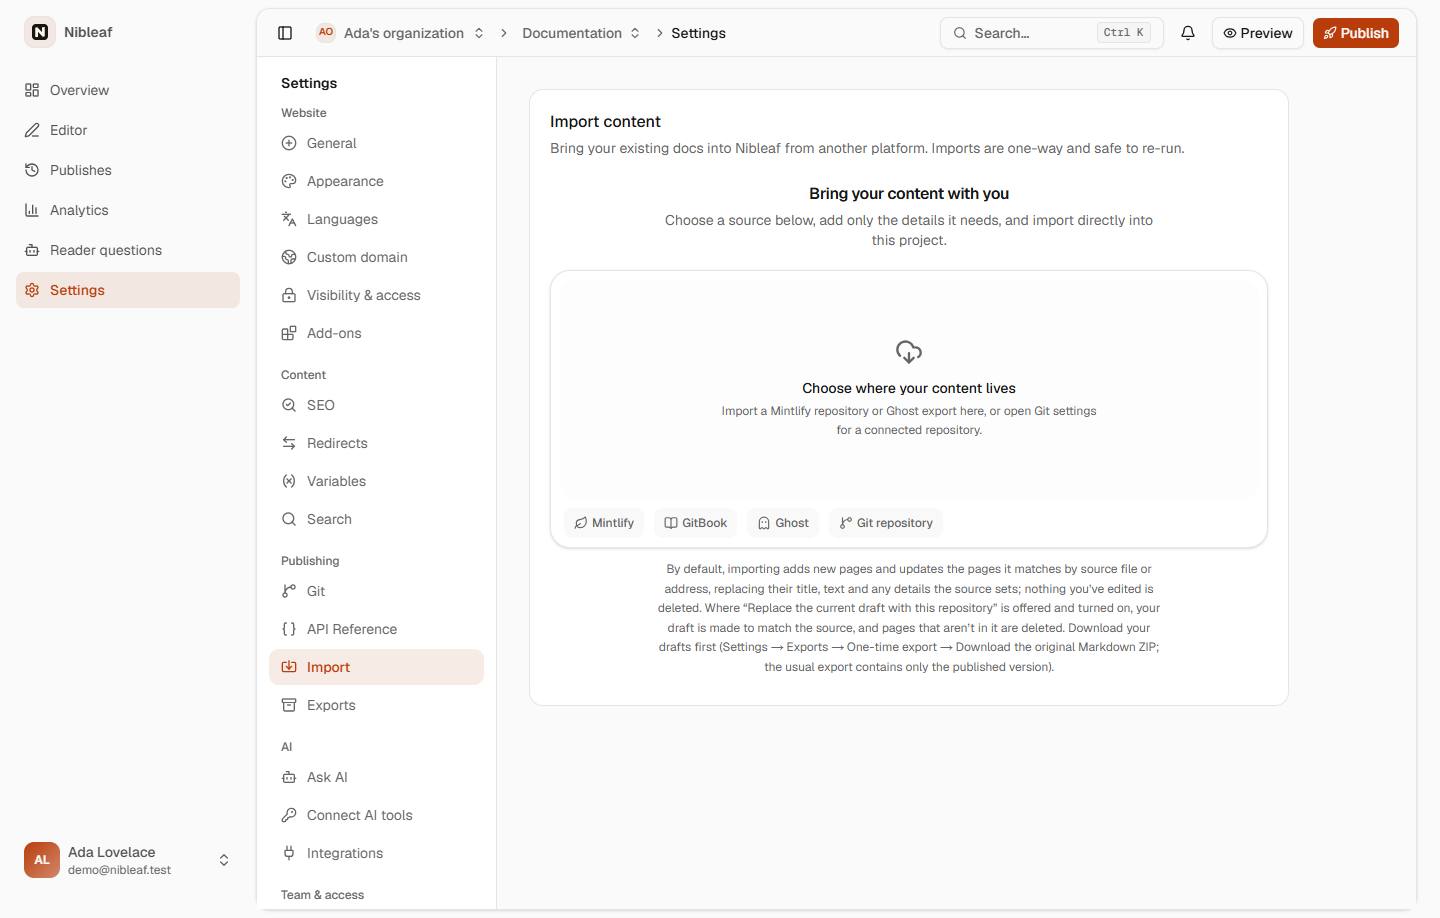 Nibleaf
Overview
Editor
Publishes
Analytics
Reader questions
Settings
AL
Ada Lovelace
demo@nibleaf.test
AO
Ada's organization
Documentation
Settings
Search...
Ctrl K
Preview
Publish
Settings
Website
General
Appearance
Languages
Custom domain
Visibility & access
Add-ons
Content
SEO
Redirects
Variables
Search
Publishing
Git
API Reference
Import
Exports
AI
Ask AI
Connect AI tools
Integrations
Team & access
Import content
Bring your existing docs into Nibleaf from another platform. Imports are one-way and safe to re-run.
Bring your content with you
Choose a source below, add only the details it needs, and import directly into
this project.
Choose where your content lives
Import a Mintlify repository or Ghost export here, or open Git settings
for a connected repository.
Mintlify
GitBook
Ghost
Git repository
By default, importing adds new pages and updates the pages it matches by source file or
address, replacing their title, text and any details the source sets; nothing you've edited is
deleted. Where “Replace the current draft with this repository” is offered and turned on, your
draft is made to match the source, and pages that aren't in it are deleted. Download your
drafts first (Settings → Exports → One-time export → Download the original Markdown ZIP;
the usual export contains only the published version).